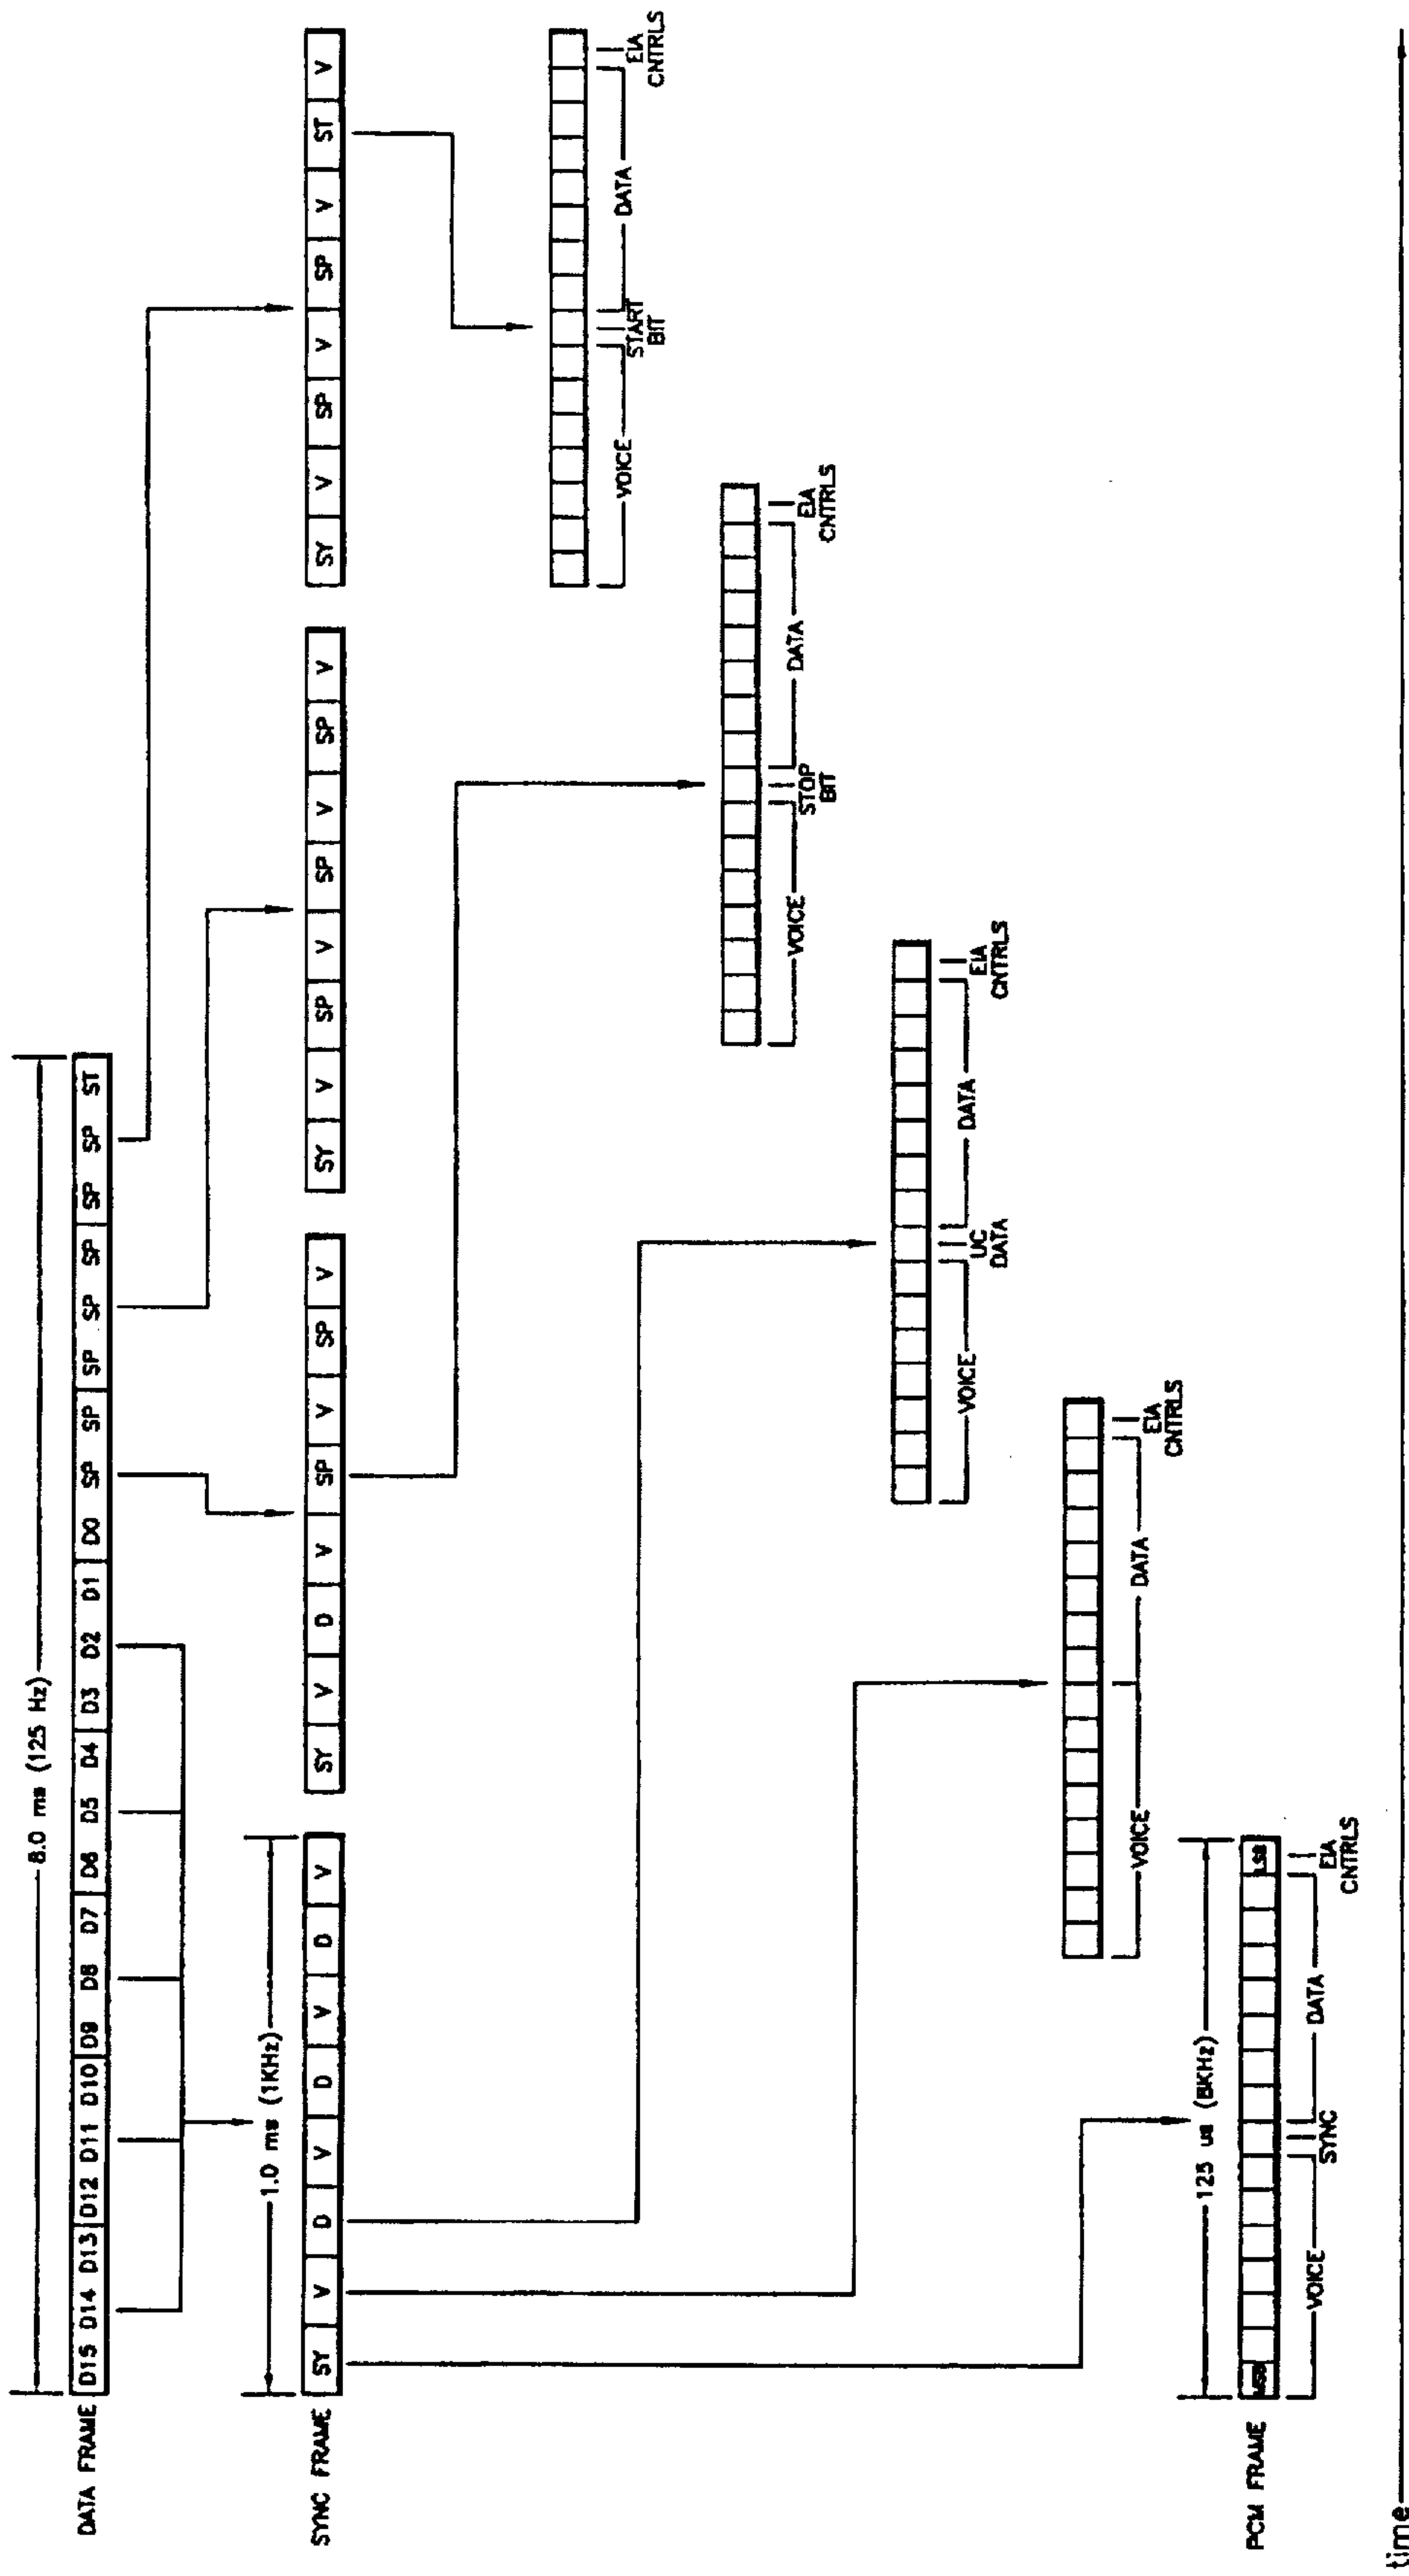 8.0 ms (125 Hz)
DATA FRAME D15 D14 D13 D12 D11 D10 D9 D8 D7 D6 D5 D4 D3 D2 D1 D0 SP SP SP SP SP SP SP SP ST
1.0 ms (1KHz)
SYNC FRAME SY V D V D V D V SY V D V SP V SP V SY V SP V SP V SP V SY V SP V SP V ST V
VOICE START BIT DATA EIA CNTRLS
VOICE STOP BIT DATA EIA CNTRLS
VOICE UC DATA DATA EIA CNTRLS
VOICE DATA EIA CNTRLS
125 us (8KHz)
PCM FRAME MSB LSB
VOICE SYNC DATA EIA CNTRLS
time